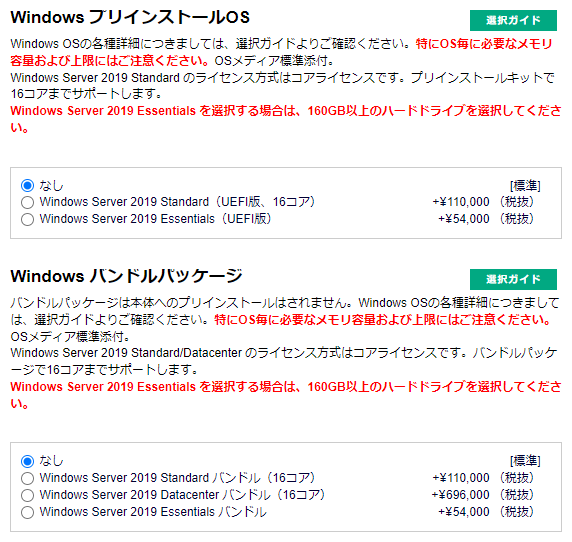 Windows プリインストールOS
選択ガイド
Windows OSの各種詳細につきましては、選択ガイドよりご確認ください。特にOS毎に必要なメモリ
容量および上限にはご注意ください。OSメディア標準添付。
Windows Server 2019 Standard のライセンス方式はコアライセンスです。プリインストールキットで
16コアまでサポートします。
Windows Server 2019 Essentials を選択する場合は、160GB以上のハードドライブを選択してくださ
い。
なし [標準]
Windows Server 2019 Standard（UEFI版、16コア） +¥110,000 （税抜）
Windows Server 2019 Essentials（UEFI版） +¥54,000 （税抜）
Windows バンドルパッケージ
選択ガイド
バンドルパッケージは本体へのプリインストールはされません。Windows OSの各種詳細につきまして
は、選択ガイドよりご確認ください。特にOS毎に必要なメモリ容量および上限にはご注意ください。
OSメディア標準添付。
Windows Server 2019 Standard/Datacenter のライセンス方式はコアライセンスです。バンドルパッケ
ージで16コアまでサポートします。
Windows Server 2019 Essentials を選択する場合は、160GB以上のハードドライブを選択してくださ
い。
なし [標準]
Windows Server 2019 Standard バンドル（16コア） +¥110,000 （税抜）
Windows Server 2019 Datacenter バンドル（16コア） +¥696,000 （税抜）
Windows Server 2019 Essentials バンドル +¥54,000 （税抜）